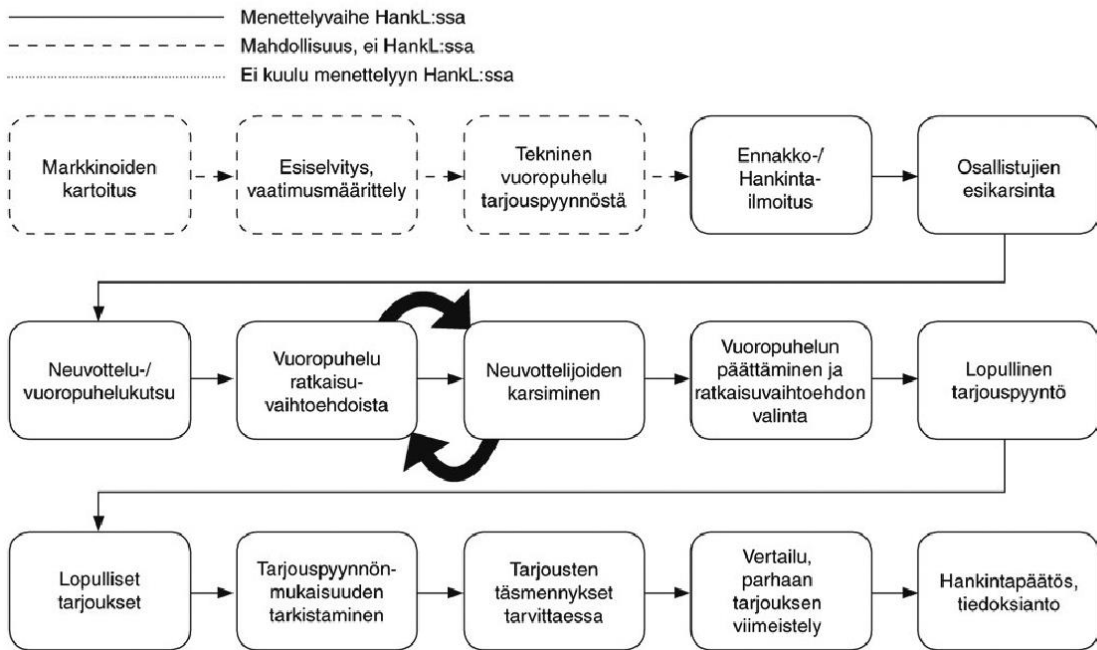 Menettelyvaihe HankL:ssa
Mahdollisuus, ei HankL:ssa
Ei kuulu menettelyyn HankL:ssa
Markkinoiden
kartoitus
Esiselvitys,
vaatimusmäärittely
Tekninen
vuoropuhelu
tarjouspyynnöstä
Ennakko-/
Hankinta-
ilmoitus
Osallistujien
esikarsinta
Neuvottelu-/
vuoropuhelukutsu
Vuoropuhelu
ratkaisu-
vaihtoehdoista
Neuvottelijoiden
karsiminen
Vuoropuhelun
päättäminen ja
ratkaisuvaihtoehdon
valinta
Lopullinen
tarjouspyyntö
Lopulliset
tarjoukset
Tarjouspyynnön-
mukaisuuden
tarkistaminen
Tarjousten
täsmennykset
tarvittaessa
Vertailu,
parhaan
tarjouksen
viimeistely
Hankintapäätös,
tiedoksianto